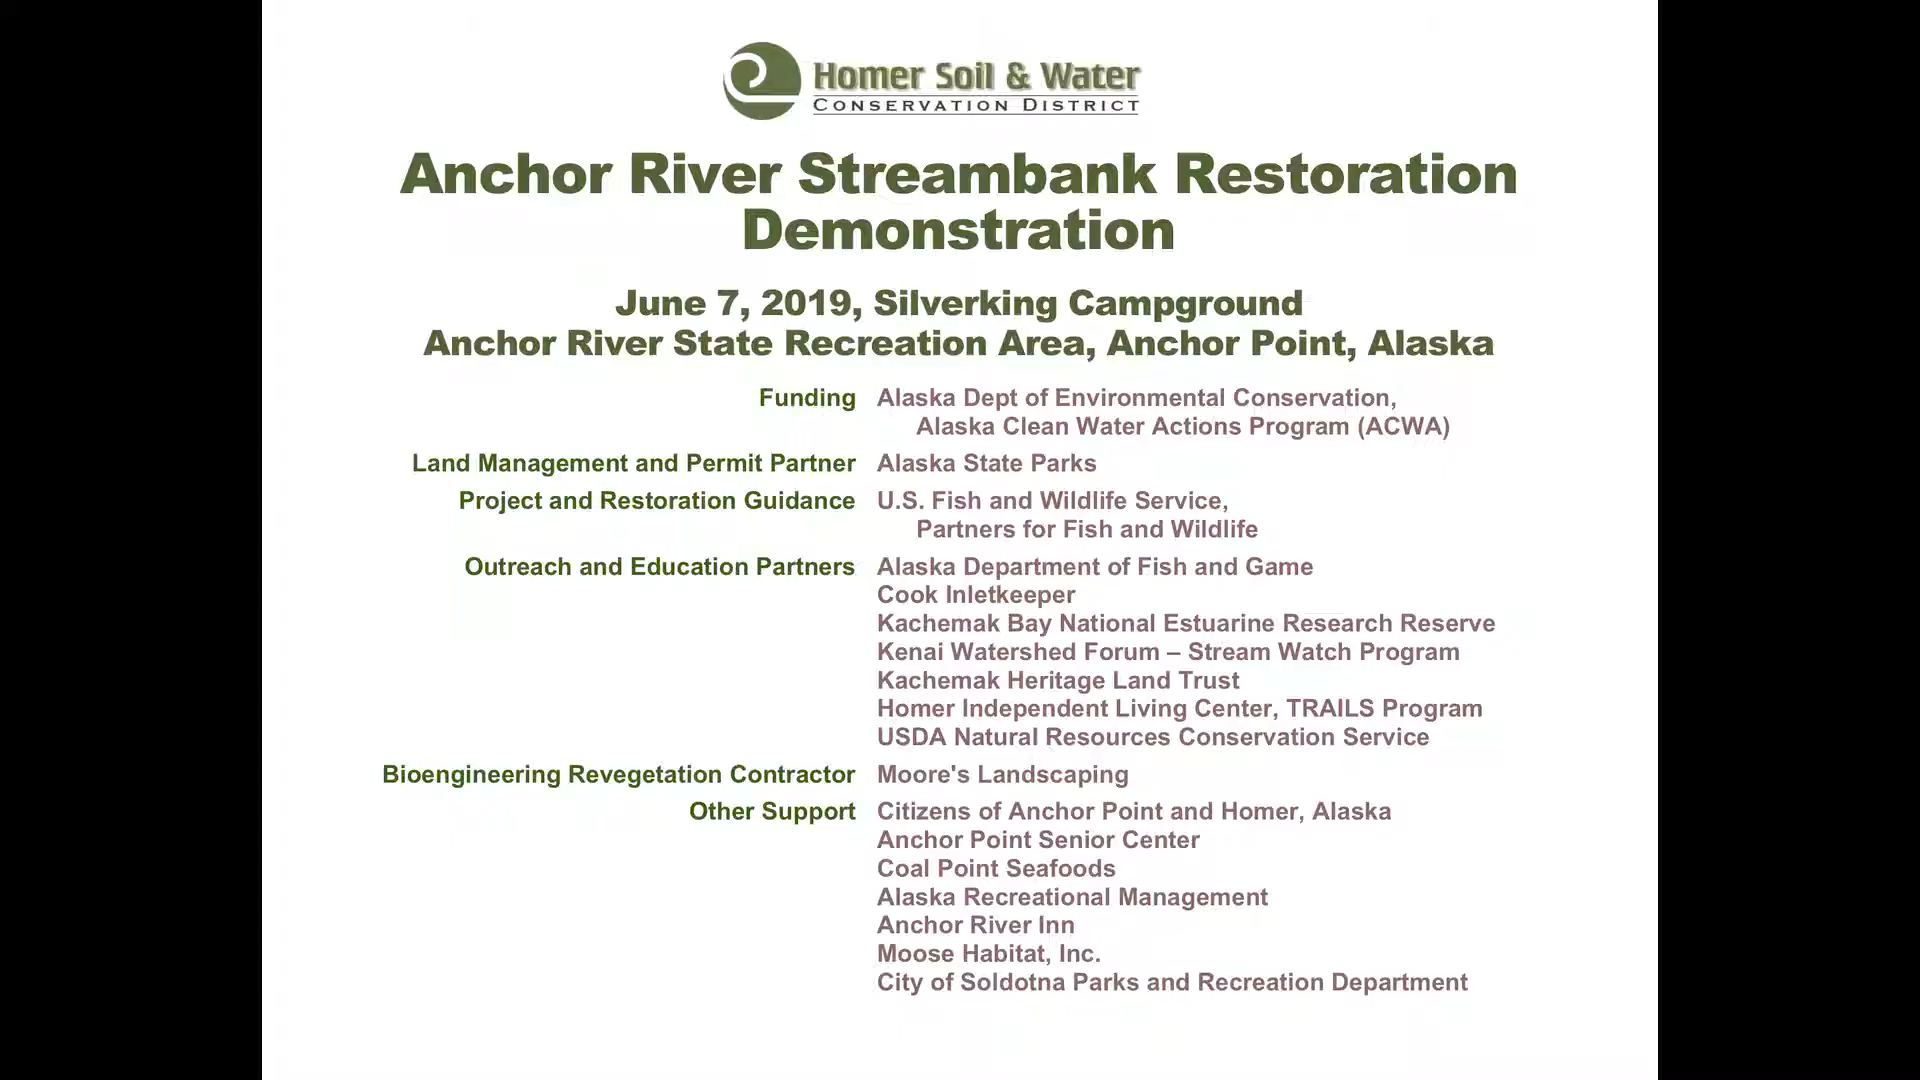 Homer Soil & Water
CONSERVATION DISTRICT
Anchor River Streambank Restoration
Demonstration
June 7, 2019, Silverking Campground
Anchor River State Recreation Area, Anchor Point, Alaska
Funding Alaska Dept of Environmental Conservation,
Alaska Clean Water Actions Program (ACWA)
Land Management and Permit Partner Alaska State Parks
Project and Restoration Guidance U.S. Fish and Wildlife Service,
Partners for Fish and Wildlife
Outreach and Education Partners Alaska Department of Fish and Game
Cook Inletkeeper
Kachemak Bay National Estuarine Research Reserve
Kenai Watershed Forum – Stream Watch Program
Kachemak Heritage Land Trust
Homer Independent Living Center, TRAILS Program
USDA Natural Resources Conservation Service
Bioengineering Revegetation Contractor Moore's Landscaping
Other Support Citizens of Anchor Point and Homer, Alaska
Anchor Point Senior Center
Coal Point Seafoods
Alaska Recreational Management
Anchor River Inn
Moose Habitat, Inc.
City of Soldotna Parks and Recreation Department